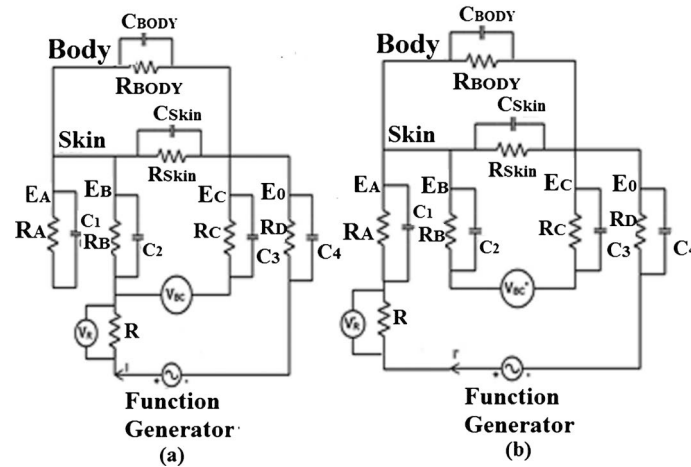 CBODY
Body
RBODY
CSkin
Skin
RSkin
EA
EB
EC
E0
RA
C1
RB
C2
RC
C3
RD
C4
VBC
VR
R
I
+
-
Function
Generator
(a)
CBODY
Body
RBODY
CSkin
Skin
RSkin
EA
EB
EC
E0
RA
C1
RB
C2
RC
C3
RD
C4
VBC'
R
I'
+
-
Function
Generator
(b)